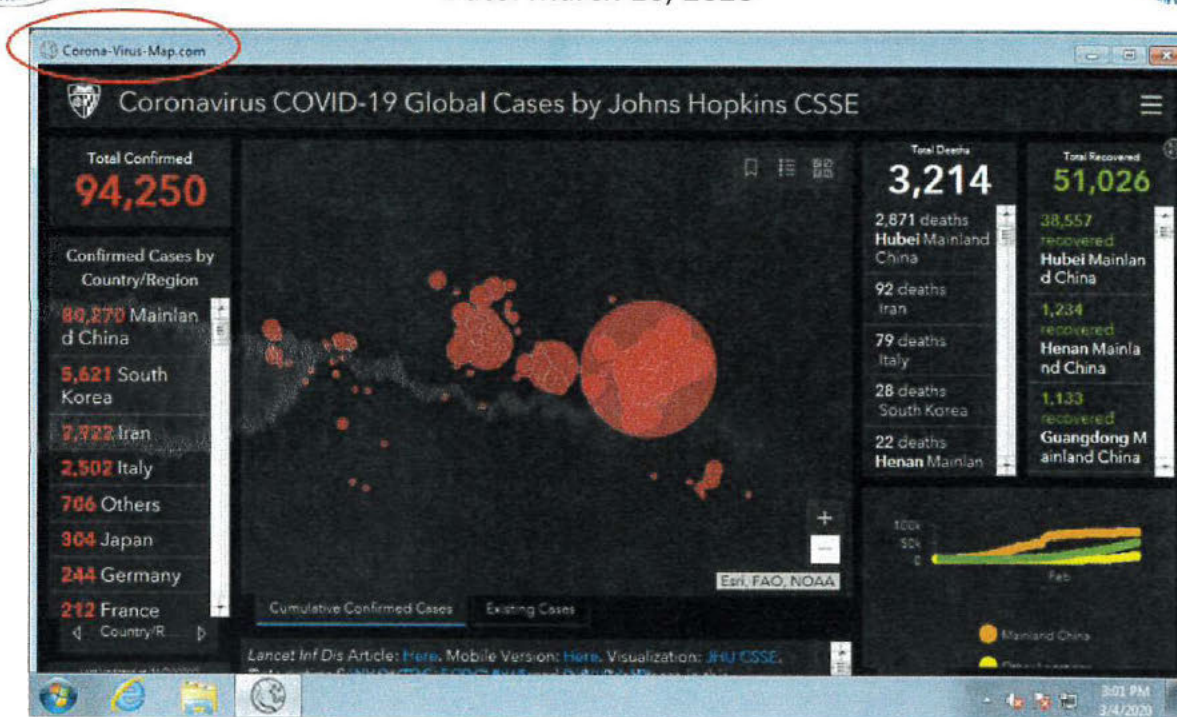 Corona-Virus-Map.com
Coronavirus COVID-19 Global Cases by Johns Hopkins CSSE
Total Confirmed
94,250
Confirmed Cases by
Country/Region
80,270 Mainlan
d China
5,621 South
Korea
2,922 Iran
2,502 Italy
706 Others
304 Japan
244 Germany
212 France
Country/R...
Esri, FAO, NOAA
Cumulative Confirmed Cases
Existing Cases
Lancet Inf Dis Article: Here. Mobile Version: Here. Visualization: JHU CSSE.
Total Deaths
3,214
2,871 deaths
Hubei Mainland
China
92 deaths
Iran
79 deaths
Italy
28 deaths
South Korea
22 deaths
Henan Mainlan
Total Recovered
51,026
38,557
recovered
Hubei Mainlan
d China
1,234
recovered
Henan Mainla
nd China
1,133
recovered
Guangdong M
ainland China
100k
50k
0
Feb
Mainland China
3:01 PM
3/4/2020